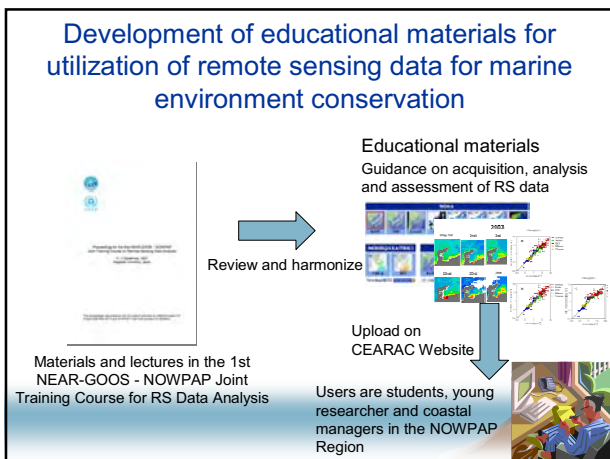 Development of educational materials for
utilization of remote sensing data for marine
environment conservation
Educational materials
Guidance on acquisition, analysis
and assessment of RS data
Review and harmonize
2003
Upload on
CEARAC Website
Materials and lectures in the 1st
NEAR-GOOS - NOWPAP Joint
Training Course for RS Data Analysis
Users are students, young
researcher and coastal
managers in the NOWPAP
Region